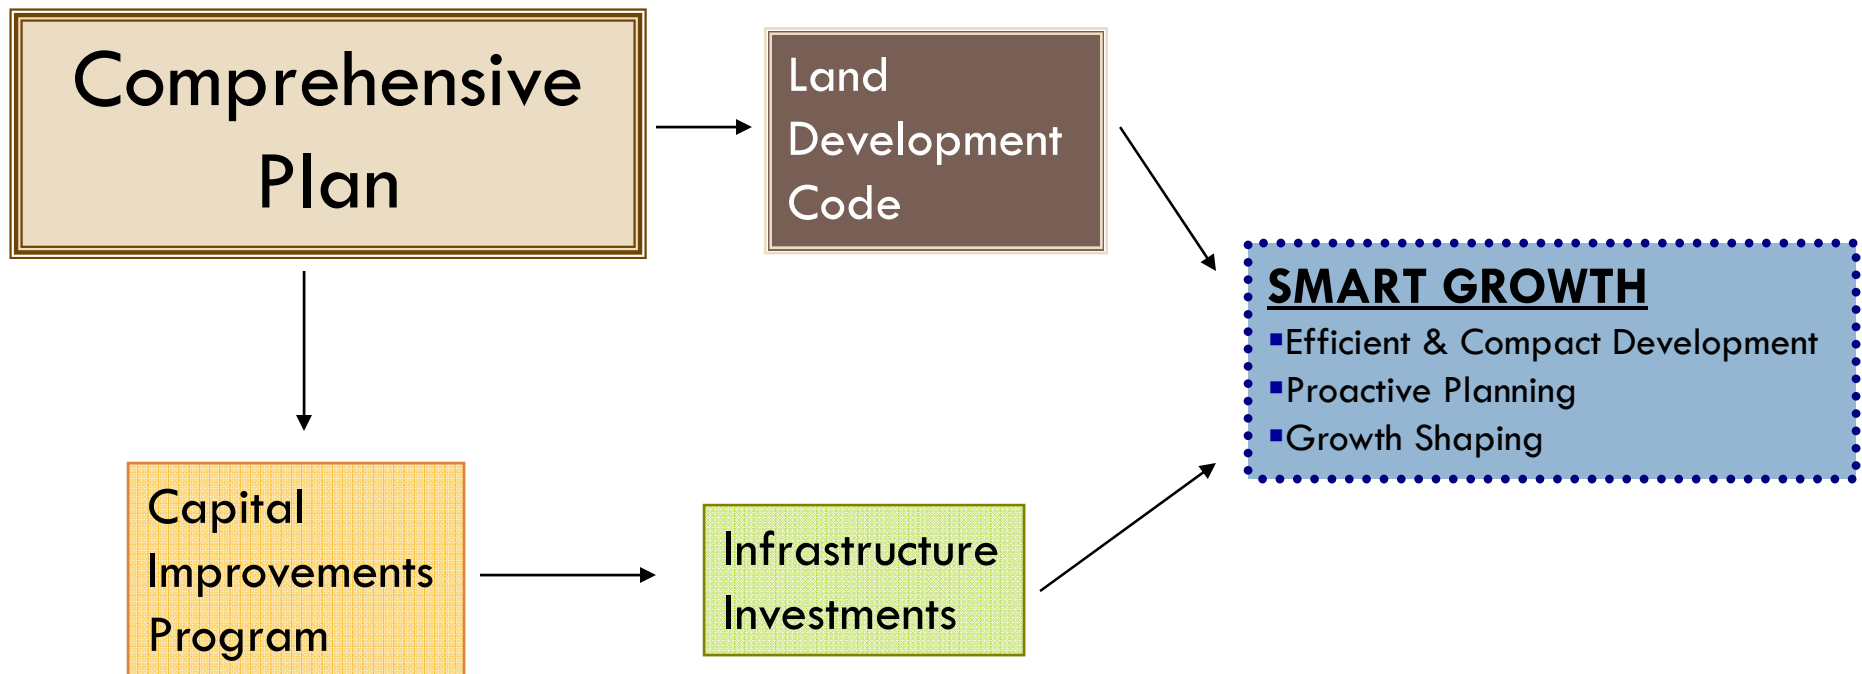 Comprehensive
Plan
Land
Development
Code
SMART GROWTH
▪Efficient & Compact Development
▪Proactive Planning
▪Growth Shaping
Capital
Improvements
Program
Infrastructure
Investments